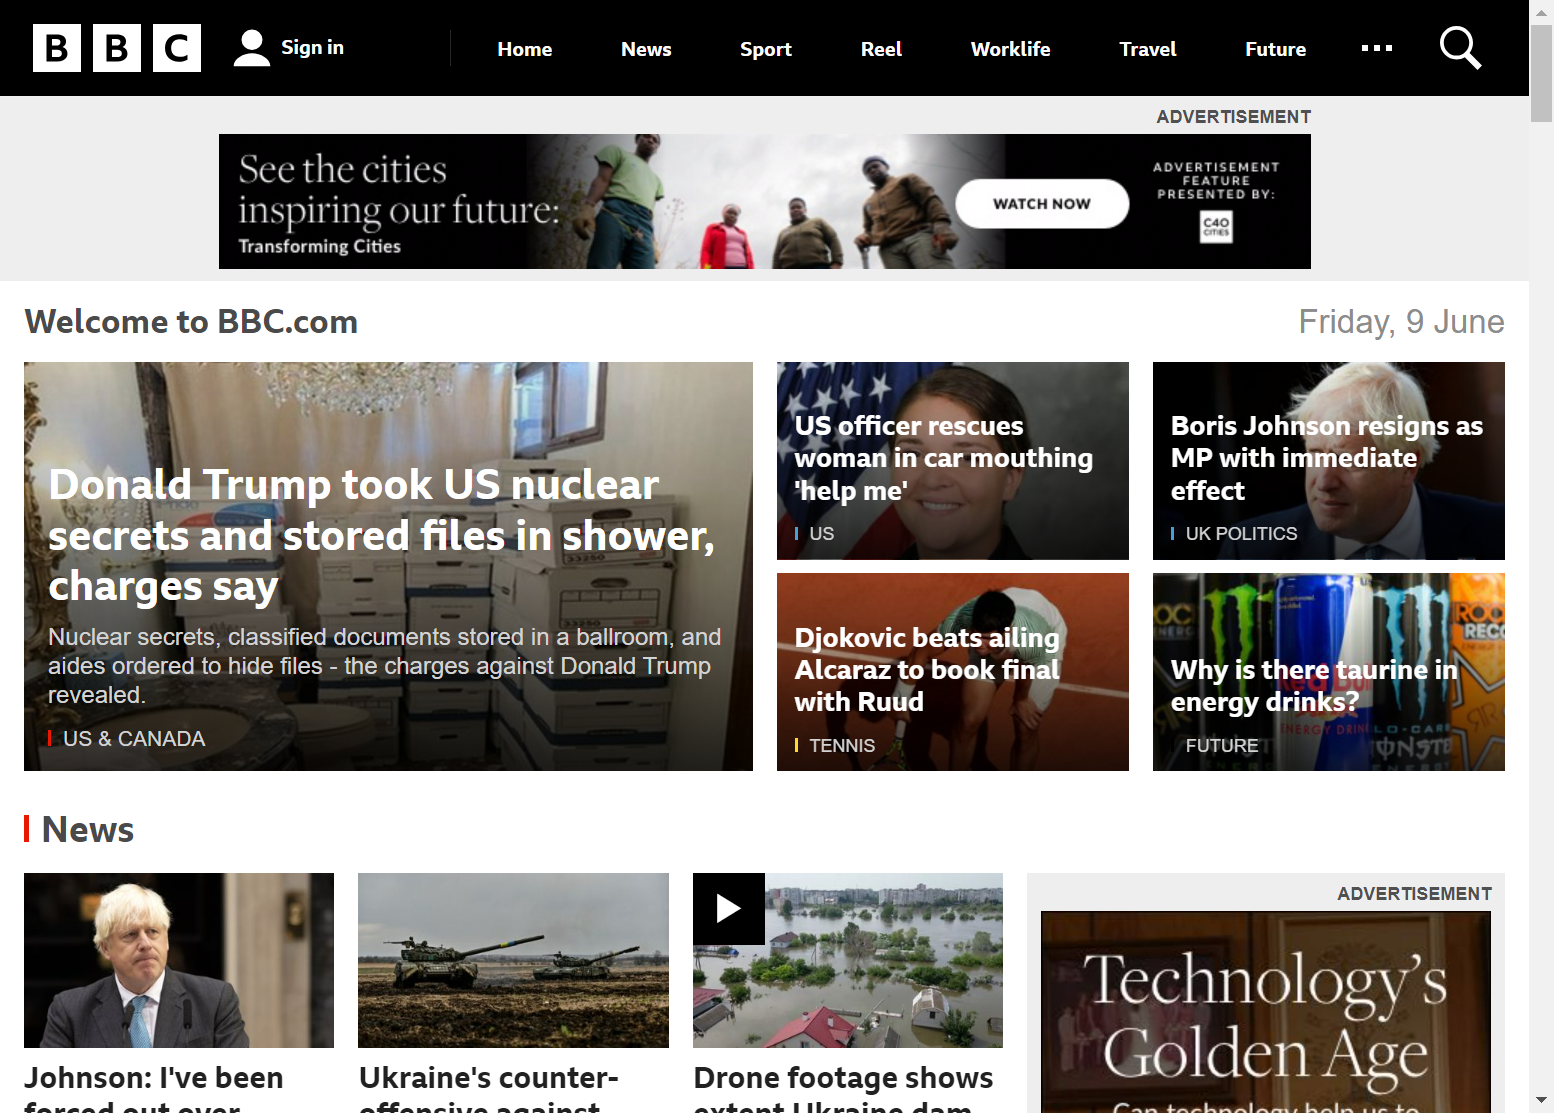 BBC
Sign in
Home
News
Sport
Reel
Worklife
Travel
Future
ADVERTISEMENT
See the cities
inspiring our future:
Transforming Cities
WATCH NOW
ADVERTISEMENT
FEATURE
PRESENTED BY:
C40
CITIES
Welcome to BBC.com
Friday, 9 June
Donald Trump took US nuclear
secrets and stored files in shower,
charges say
Nuclear secrets, classified documents stored in a ballroom, and
aides ordered to hide files - the charges against Donald Trump
revealed.
US & CANADA
US officer rescues
woman in car mouthing
'help me'
US
Boris Johnson resigns as
MP with immediate
effect
UK POLITICS
Djokovic beats ailing
Alcaraz to book final
with Ruud
TENNIS
Why is there taurine in
energy drinks?
FUTURE
News
Johnson: I've been
forced out over
Ukraine's counter-
offensive against
Drone footage shows
extent Ukraine dam
ADVERTISEMENT
Technology's
Golden Age
Can technology help us to